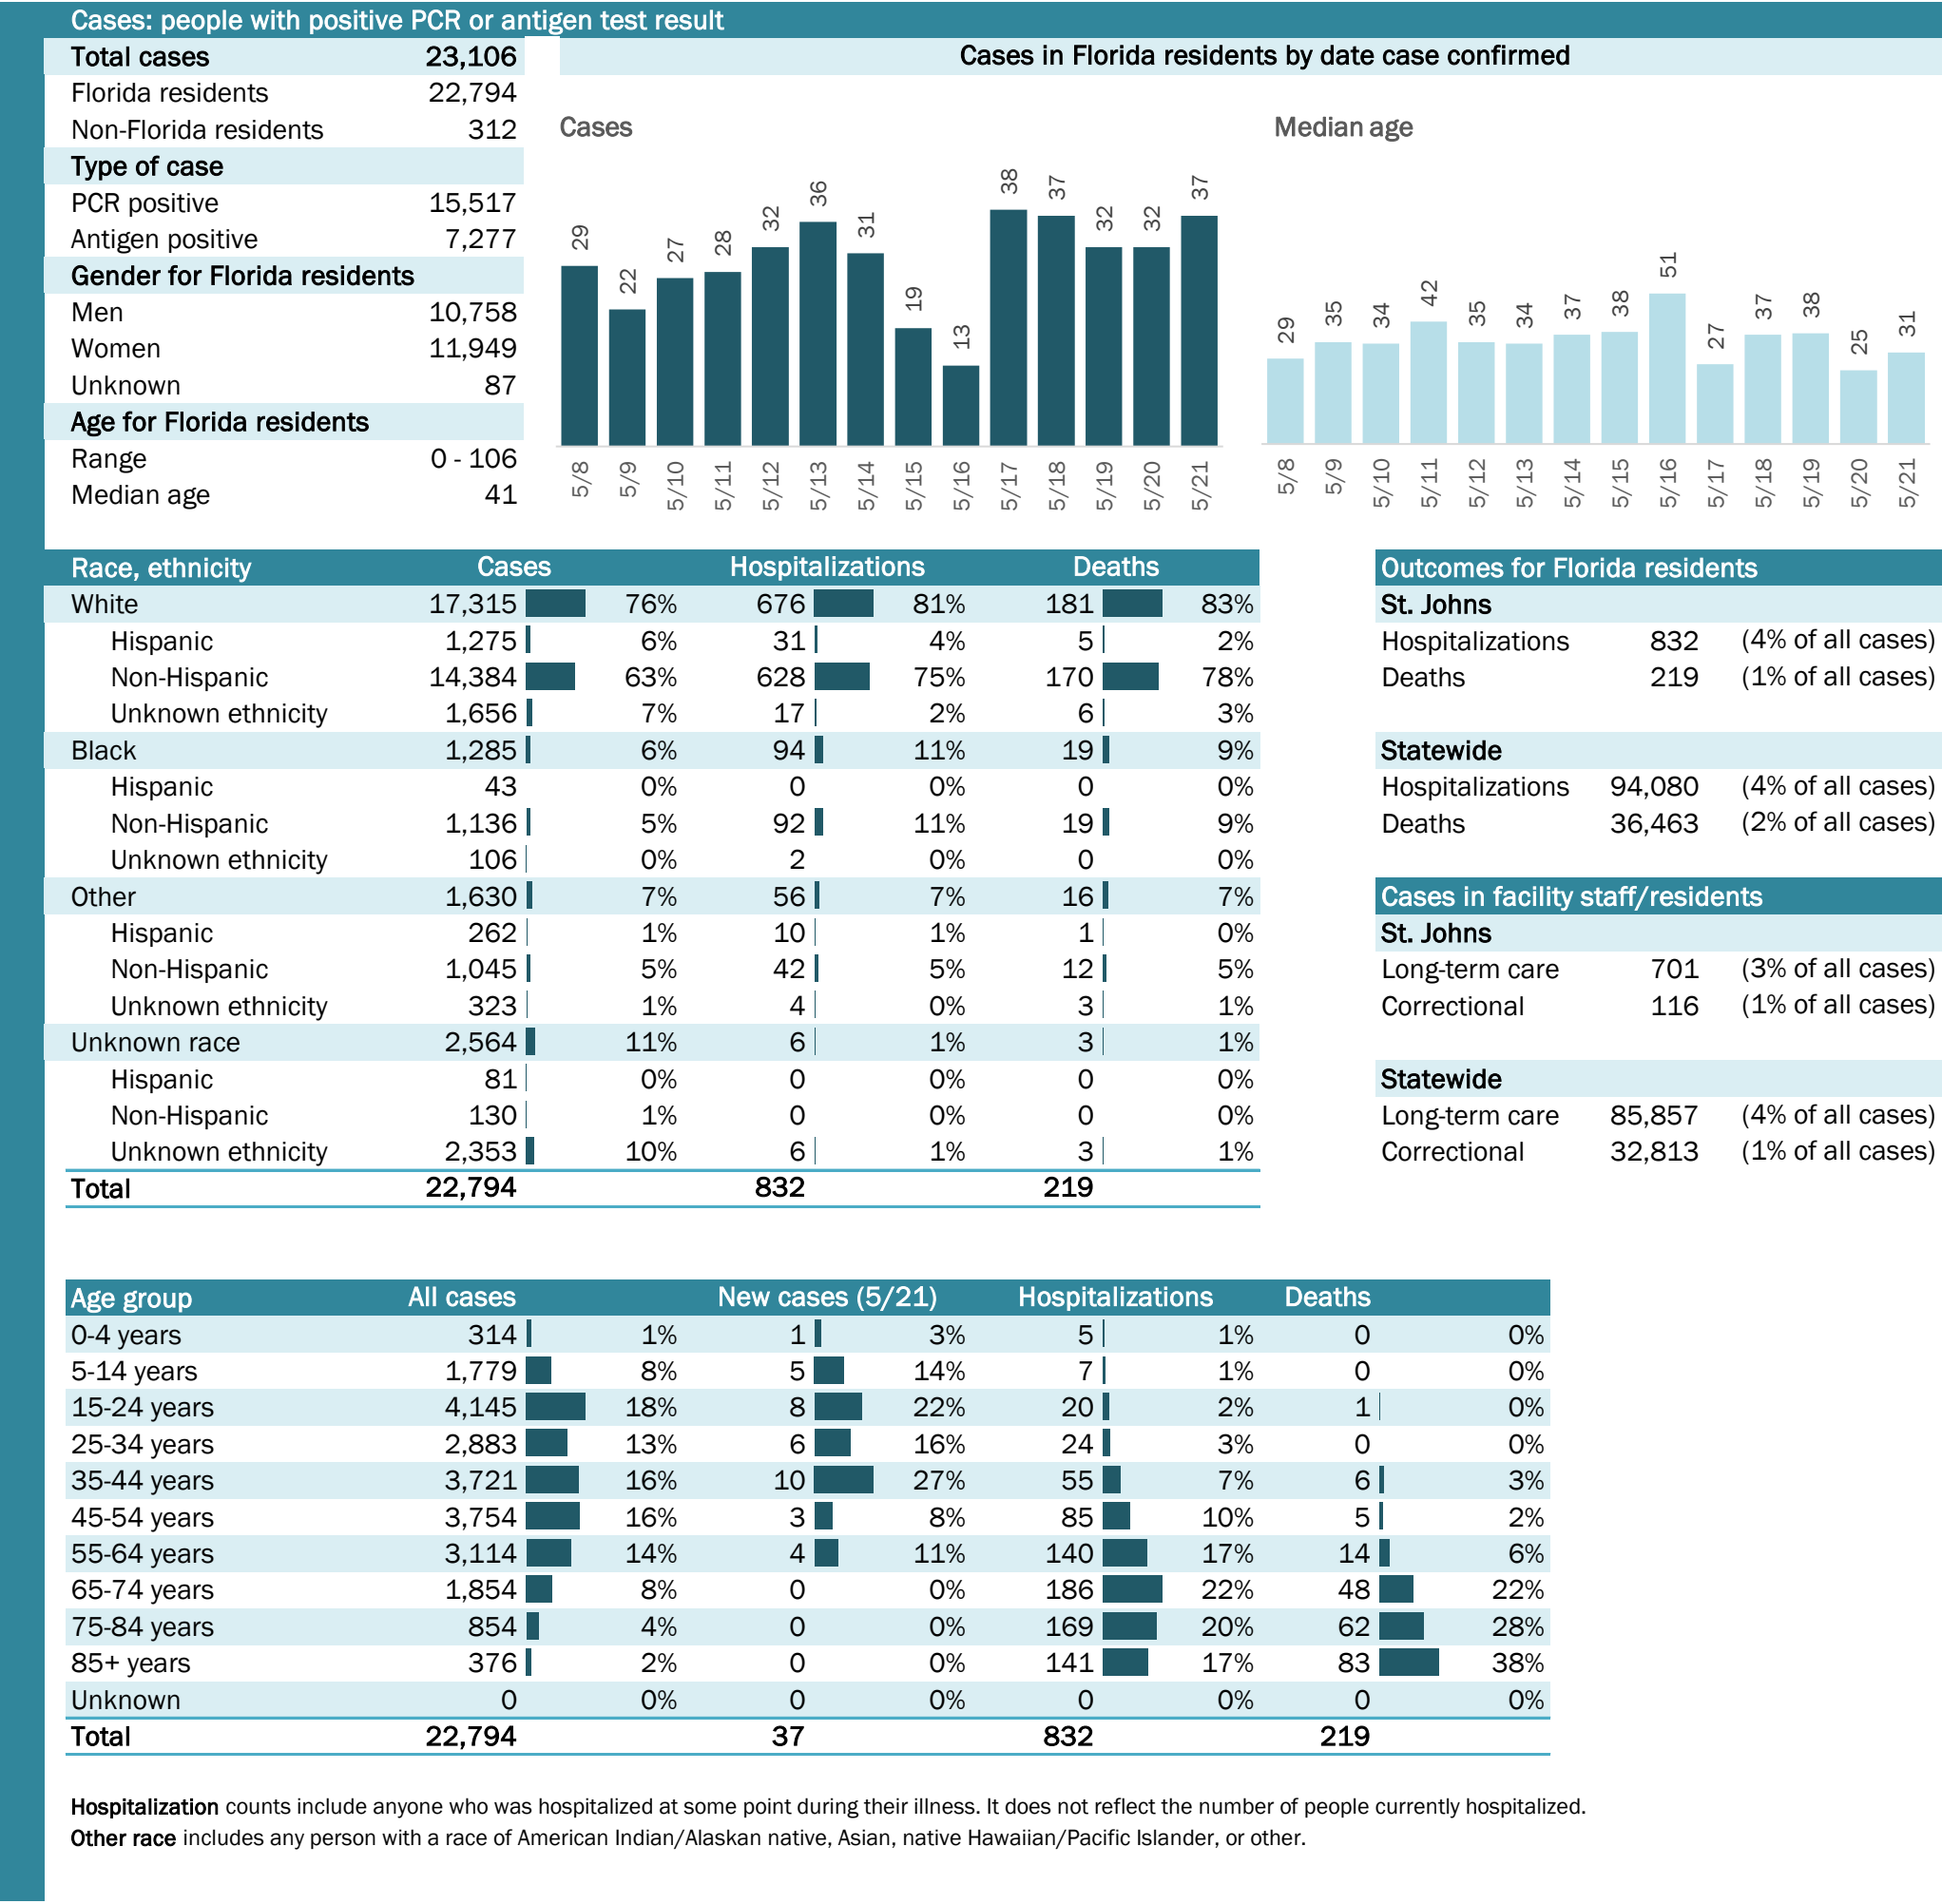 Cases: people with positive PCR or antigen test result
Total cases 23,106
Florida residents 22,794
Non-Florida residents 312
Type of case
PCR positive 15,517
Antigen positive 7,277
Gender for Florida residents
Men 10,758
Women 11,949
Unknown 87
Age for Florida residents
Range 0 - 106
Median age 41
Cases in Florida residents by date case confirmed
Cases
29 22 27 28 32 36 31 19 13 38 37 32 32 37
5/8 5/9 5/10 5/11 5/12 5/13 5/14 5/15 5/16 5/17 5/18 5/19 5/20 5/21
Median age
29 35 34 42 35 34 37 38 51 27 37 38 25 31
5/8 5/9 5/10 5/11 5/12 5/13 5/14 5/15 5/16 5/17 5/18 5/19 5/20 5/21
Race, ethnicity Cases Hospitalizations Deaths
White 17,315 76% 676 81% 181 83%
Hispanic 1,275 6% 31 4% 5 2%
Non-Hispanic 14,384 63% 628 75% 170 78%
Unknown ethnicity 1,656 7% 17 2% 6 3%
Black 1,285 6% 94 11% 19 9%
Hispanic 43 0% 0 0% 0 0%
Non-Hispanic 1,136 5% 92 11% 19 9%
Unknown ethnicity 106 0% 2 0% 0 0%
Other 1,630 7% 56 7% 16 7%
Hispanic 262 1% 10 1% 1 0%
Non-Hispanic 1,045 5% 42 5% 12 5%
Unknown ethnicity 323 1% 4 0% 3 1%
Unknown race 2,564 11% 6 1% 3 1%
Hispanic 81 0% 0 0% 0 0%
Non-Hispanic 130 1% 0 0% 0 0%
Unknown ethnicity 2,353 10% 6 1% 3 1%
Total 22,794 832 219
Outcomes for Florida residents
St. Johns
Hospitalizations 832 (4% of all cases)
Deaths 219 (1% of all cases)
Statewide
Hospitalizations 94,080 (4% of all cases)
Deaths 36,463 (2% of all cases)
Cases in facility staff/residents
St. Johns
Long-term care 701 (3% of all cases)
Correctional 116 (1% of all cases)
Statewide
Long-term care 85,857 (4% of all cases)
Correctional 32,813 (1% of all cases)
Age group All cases New cases (5/21) Hospitalizations Deaths
0-4 years 314 1% 1 3% 5 1% 0 0%
5-14 years 1,779 8% 5 14% 7 1% 0 0%
15-24 years 4,145 18% 8 22% 20 2% 1 0%
25-34 years 2,883 13% 6 16% 24 3% 0 0%
35-44 years 3,721 16% 10 27% 55 7% 6 3%
45-54 years 3,754 16% 3 8% 85 10% 5 2%
55-64 years 3,114 14% 4 11% 140 17% 14 6%
65-74 years 1,854 8% 0 0% 186 22% 48 22%
75-84 years 854 4% 0 0% 169 20% 62 28%
85+ years 376 2% 0 0% 141 17% 83 38%
Unknown 0 0% 0 0% 0 0% 0 0%
Total 22,794 37 832 219
Hospitalization counts include anyone who was hospitalized at some point during their illness. It does not reflect the number of people currently hospitalized.
Other race includes any person with a race of American Indian/Alaskan native, Asian, native Hawaiian/Pacific Islander, or other.